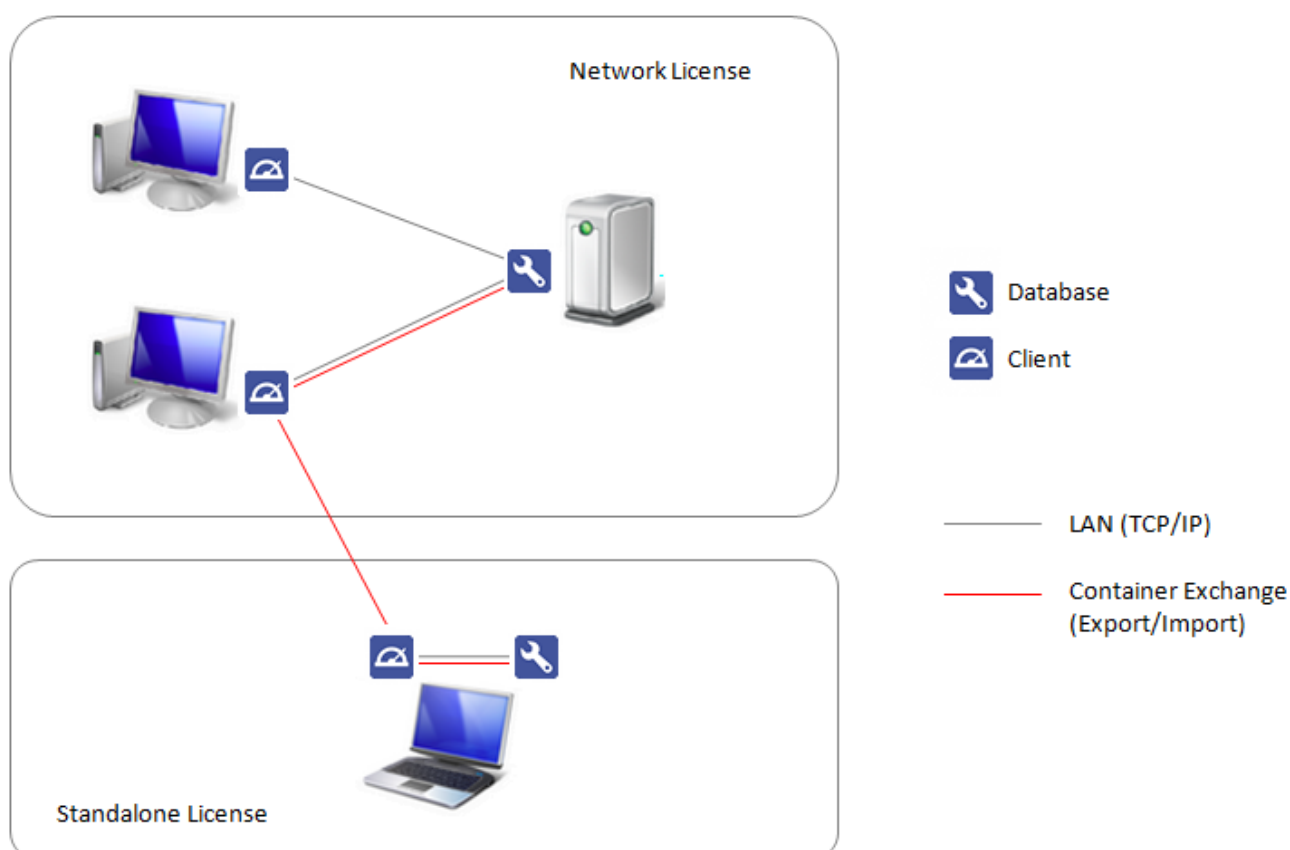 Network License
Database
Client
LAN (TCP/IP)
Container Exchange
(Export/Import)
Standalone License